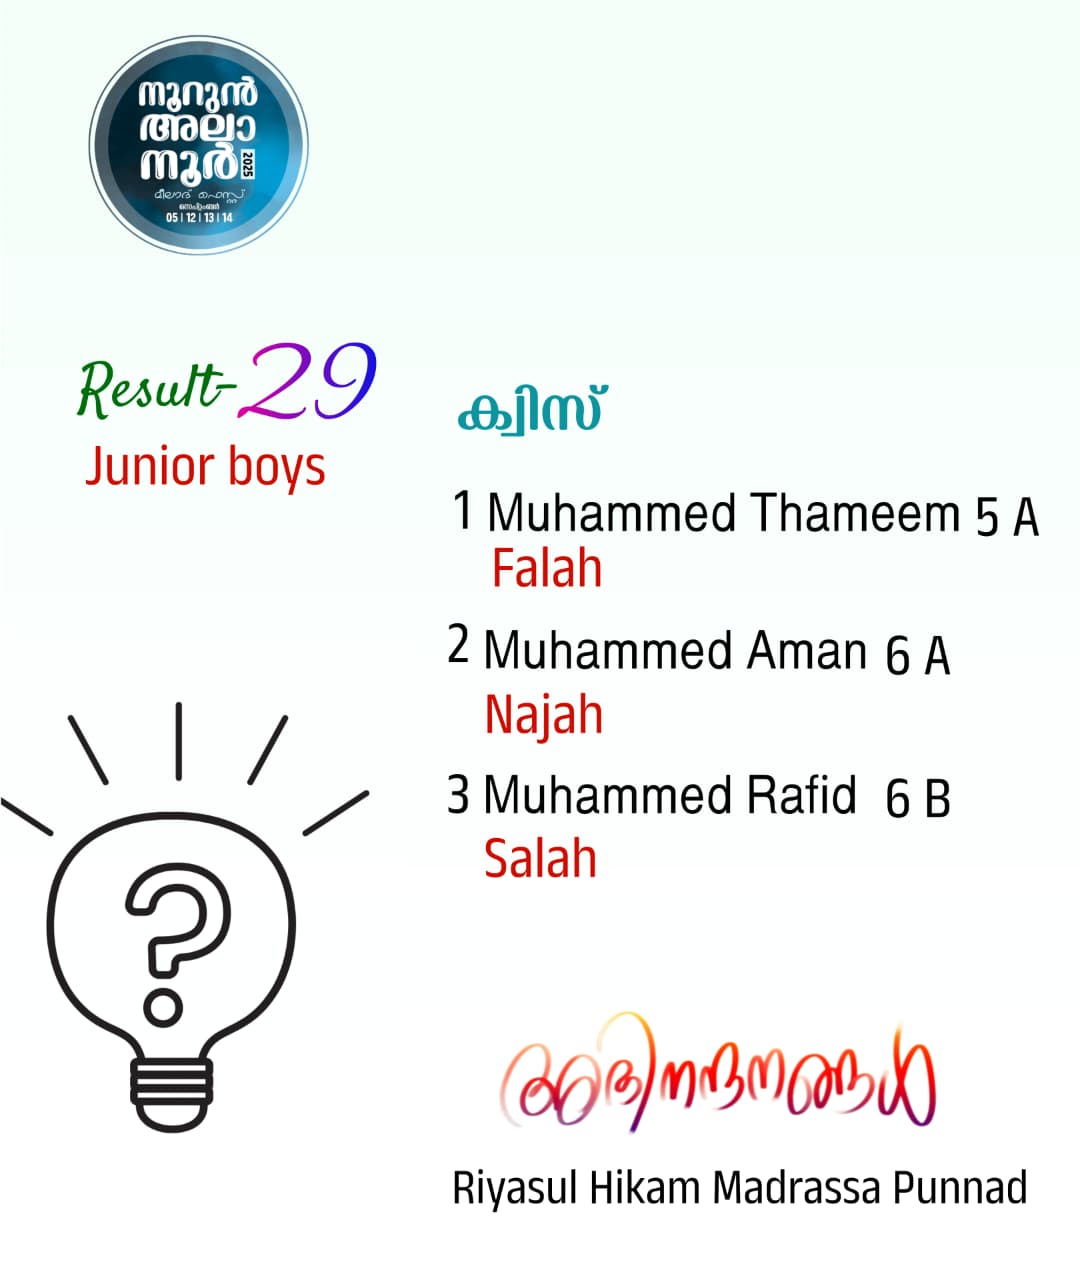 നൂറുൻ
അലാ
നൂർ 2025
മീലാദ് ഫെസ്റ്റ്
സെപ്റ്റംബർ
05 | 12 | 13 | 14
Result-29
Junior boys
ക്വിസ്
1 Muhammed Thameem 5 A
Falah
2 Muhammed Aman 6 A
Najah
3 Muhammed Rafid 6 B
Salah
അഭിനന്ദനങ്ങൾ
Riyasul Hikam Madrassa Punnad